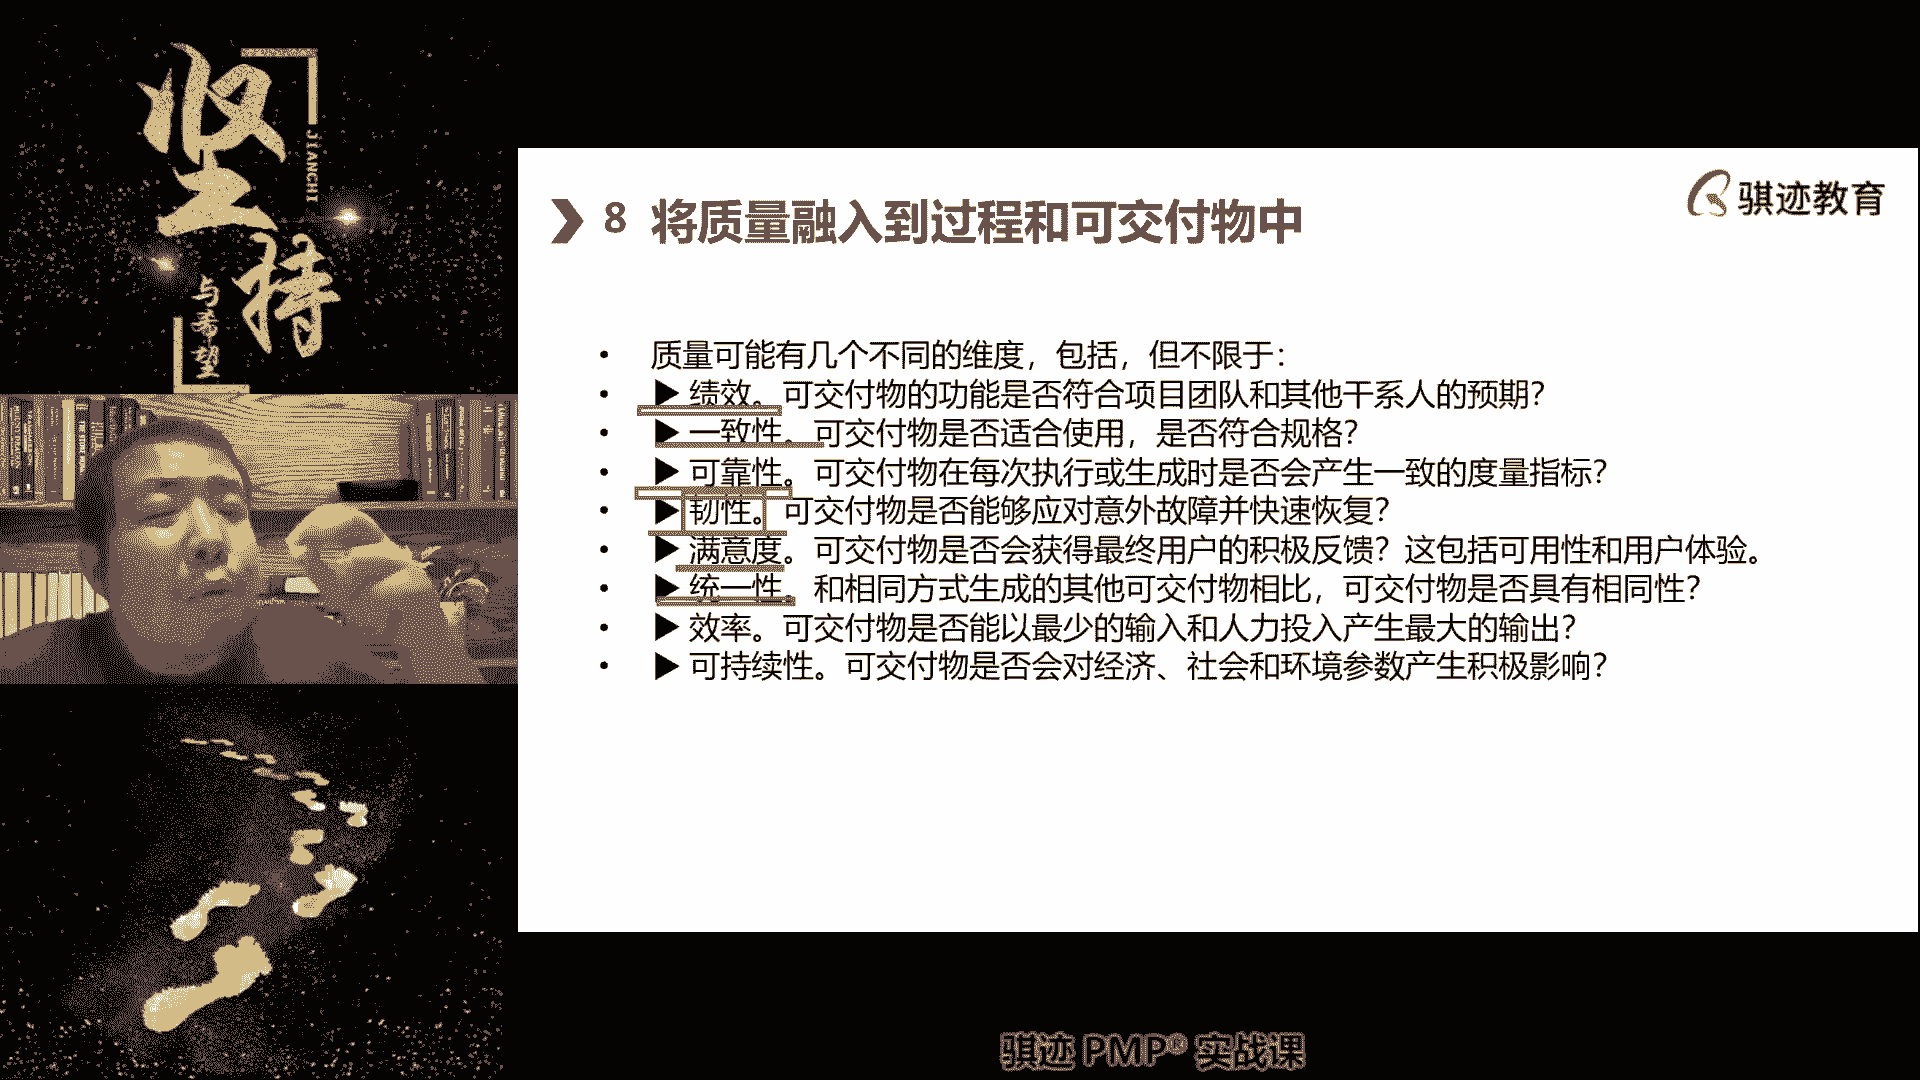 坚持
JIANCHI
与希望
骐迹教育
8 将质量融入到过程和可交付物中
• 质量可能有几个不同的维度，包括，但不限于：
• ▶ 绩效。可交付物的功能是否符合项目团队和其他干系人的预期？
• ▶ 一致性。可交付物是否适合使用，是否符合规格？
• ▶ 可靠性。可交付物在每次执行或生成时是否会产生一致的度量指标？
• ▶ 韧性。可交付物是否能够应对意外故障并快速恢复？
• ▶ 满意度。可交付物是否会获得最终用户的积极反馈？这包括可用性和用户体验。
• ▶ 统一性。和相同方式生成的其他可交付物相比，可交付物是否具有相同性？
• ▶ 效率。可交付物是否能以最少的输入和人力投入产生最大的输出？
• ▶ 可持续性。可交付物是否会对经济、社会和环境参数产生积极影响？
骐迹 PMP® 实战课